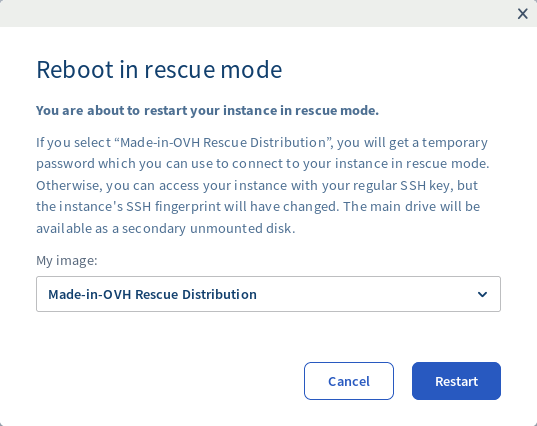 Reboot in rescue mode
You are about to restart your instance in rescue mode.
If you select “Made-in-OVH Rescue Distribution”, you will get a temporary
password which you can use to connect to your instance in rescue mode.
Otherwise, you can access your instance with your regular SSH key, but
the instance's SSH fingerprint will have changed. The main drive will be
available as a secondary unmounted disk.
My image:
Made-in-OVH Rescue Distribution
Cancel Restart